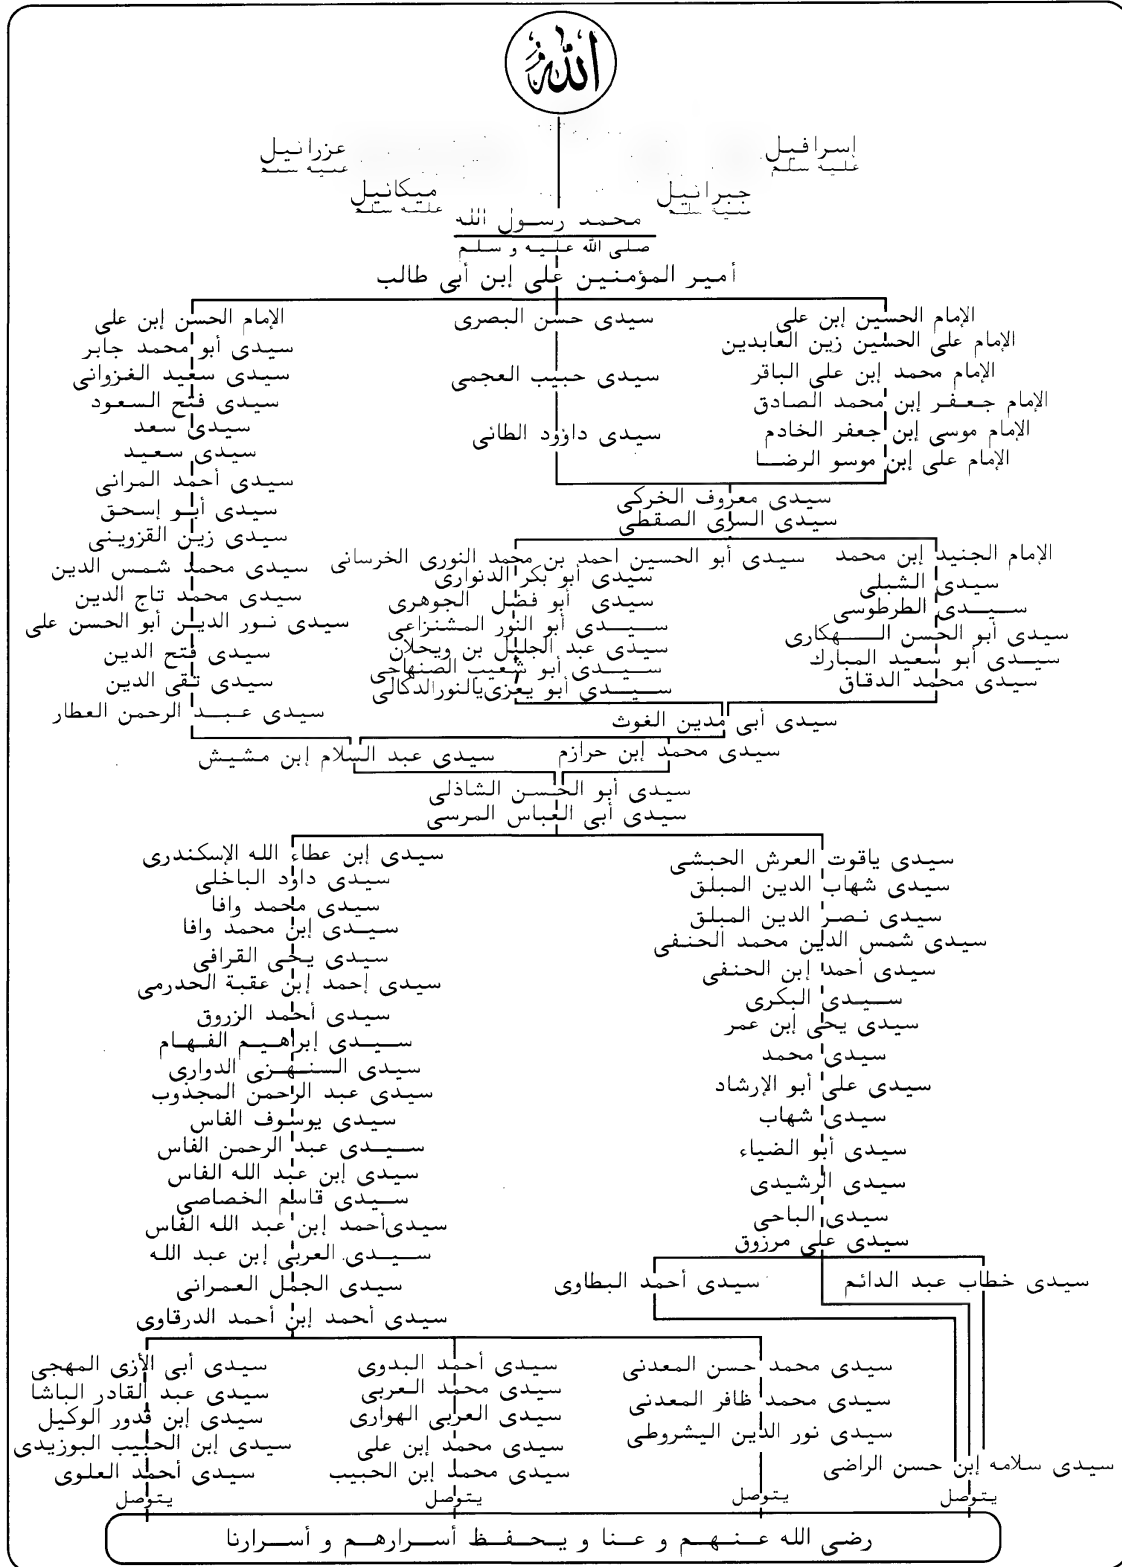 الله
إسرافيل
عليه سلم
عزرائيل
عليه سلم
جبرائيل
عليه سلم
ميكائيل
عليه سلم
محمد رسول الله
صلى الله عليه و سلم
أمير المؤمنين على إبن أبى طالب
الإمام الحسين إبن على
الإمام على الحسين زين العابدين
الإمام محمد إبن على الباقر
الإمام جعفر إبن محمد الصادق
الإمام موسى إبن جعفر الخادم
الإمام على إبن موسو الرضا
سيدى حسن البصرى
سيدى حبيب العجمى
سيدى داوود الطائى
الإمام الحسن إبن على
سيدى أبو محمد جابر
سيدى سعيد الغزوانى
سيدى فتح السعود
سيدى سعد
سيدى سعيد
سيدى أحمد المرانى
سيدى أبو إسحق
سيدى زين القزوينى
سيدى محمد شمس الدين
سيدى محمد تاج الدين
سيدى نور الدين أبو الحسن على
سيدى فتح الدين
سيدى تقى الدين
سيدى عبد الرحمن العطار
سيدى معروف الخركى
سيدى السرى الصقطى
الإمام الجنيد إبن محمد
سيدى الشبلى
سيدى الطرطوسى
سيدى أبو الحسن الهكارى
سيدى أبو سعيد المبارك
سيدى محمد الدقاق
سيدى أبو الحسين احمد بن محمد النورى الخرسانى
سيدى أبو بكر الدنوارى
سيدى أبو فضل الجوهرى
سيدى أبو النور المشنزاعى
سيدى عبد الجليل بن ويحلان
سيدى أبو شعيب الصنهاجى
سيدى أبو يعزى يالنور الدكالى
سيدى أبى مدين الغوث
سيدى محمد إبن حرازم
سيدى عبد السلام إبن مشيش
سيدى أبو الحسن الشاذلى
سيدى أبى العباس المرسى
سيدى ياقوت العرش الحبشى
سيدى شهاب الدين المبلق
سيدى نصر الدين المبلق
سيدى شمس الدين محمد الحنفى
سيدى أحمد إبن الحنفى
سيدى البكرى
سيدى يحى إبن عمر
سيدى محمد
سيدى على أبو الإرشاد
سيدى شهاب
سيدى أبو الضياء
سيدى الرشيدى
سيدى الباحى
سيدى على مرزوق
سيدى خطاب عبد الدائم
سيدى أحمد البطاوى
سيدى سلامه إبن حسن الراضى
سيدى إبن عطاء الله الإسكندرى
سيدى داود الباخلى
سيدى محمد وافا
سيدى إبن محمد وافا
سيدى يحى القرافى
سيدى إحمد إبن عقبة الحدرمى
سيدى أحمد الزروق
سيدى إبراهيم الفهام
سيدى السنهزى الدوارى
سيدى عبد الرحمن المجذوب
سيدى يوسوف الفاس
سيدى عبد الرحمن الفاس
سيدى إبن عبد الله الفاس
سيدى قاسم الخصاصى
سيدى أحمد إبن عبد الله الفاس
سيدى العربى إبن عبد الله
سيدى الجمل العمرانى
سيدى أحمد إبن أحمد الدرقاوى
سيدى محمد حسن المعدنى
سيدى محمد ظافر المعدنى
سيدى نور الدين اليشروطى
سيدى أحمد البدوى
سيدى محمد العربى
سيدى العربى الهوارى
سيدى محمد إبن على
سيدى محمد إبن الحبيب
سيدى أبى الأزى المهجى
سيدى عبد القادر الباشا
سيدى إبن قدور الوكيل
سيدى إبن الحبيب البوزيدى
سيدى أحمد العلوى
يتوصل
يتوصل
يتوصل
يتوصل
رضى الله عنهم و عنا و يحفظ أسرارهم و أسرارنا